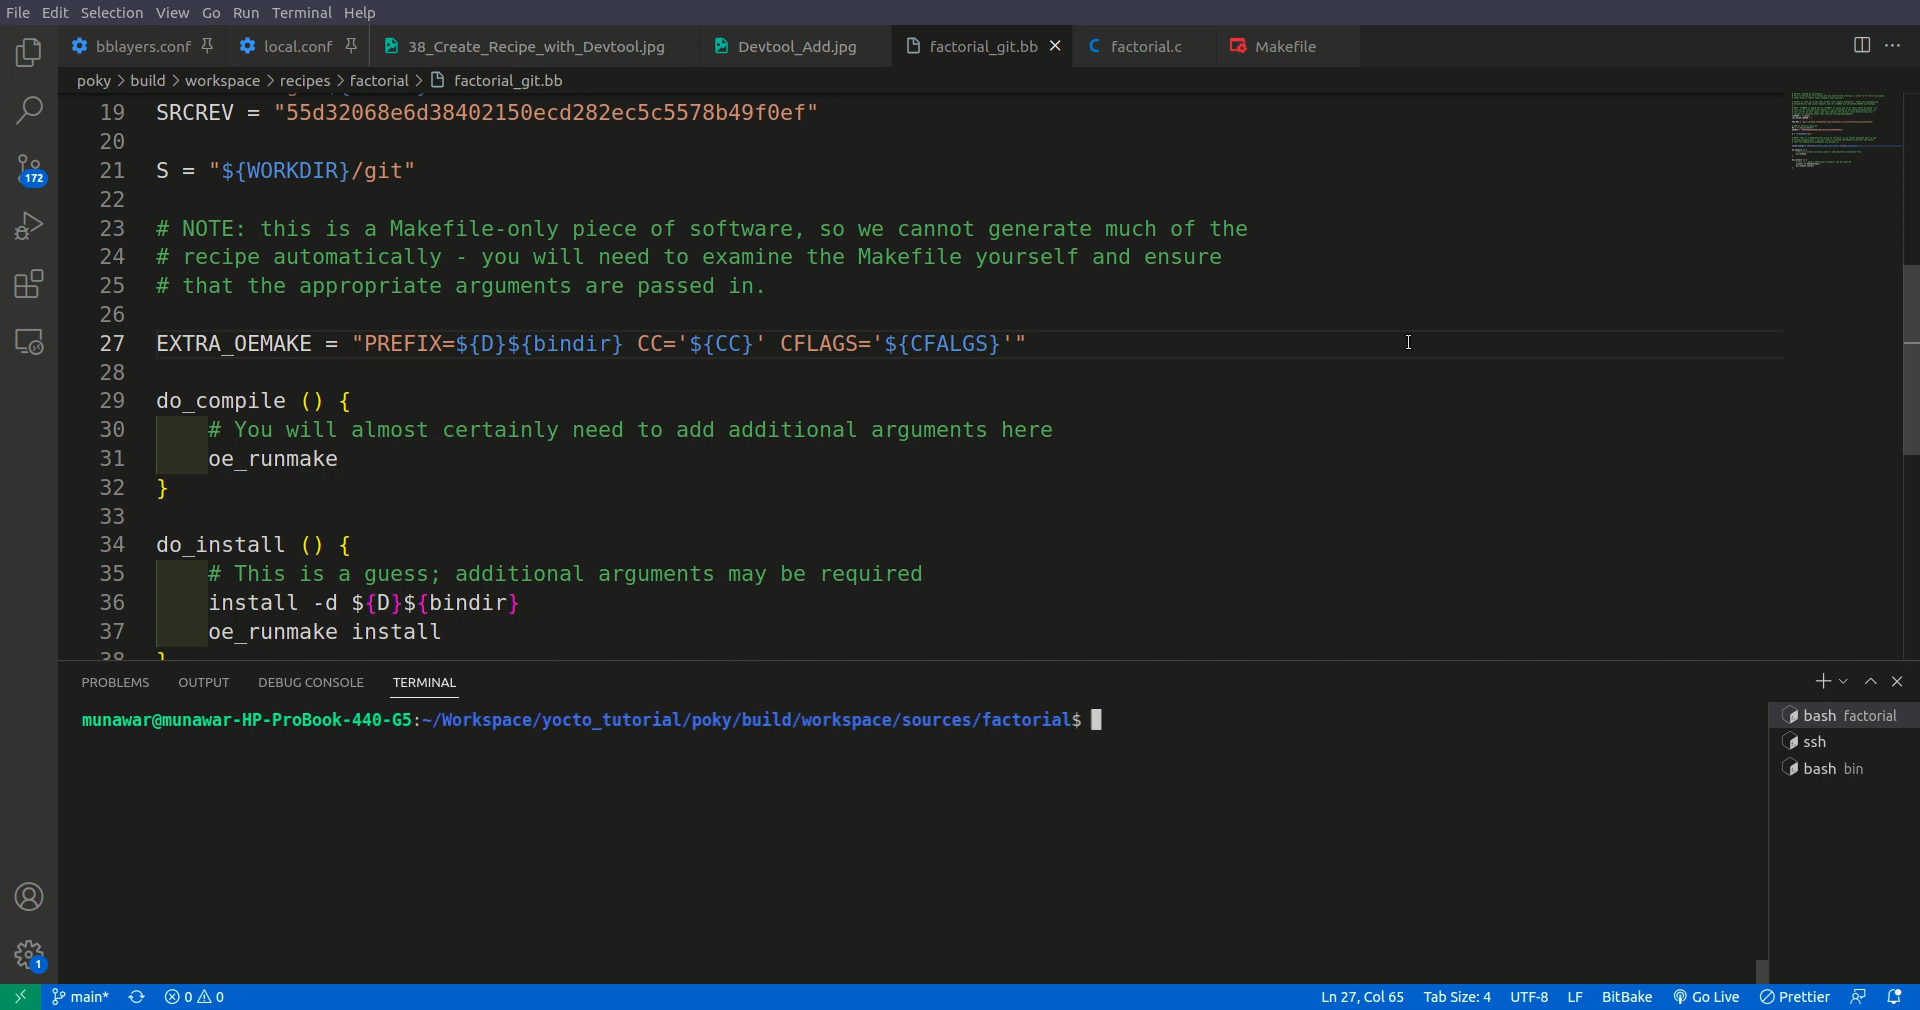 File Edit Selection View Go Run Terminal Help
bblayers.conf local.conf 38_Create_Recipe_with_Devtool.jpg Devtool_Add.jpg factorial_git.bb factorial.c Makefile
poky > build > workspace > recipes > factorial > factorial_git.bb
19 SRCREV = "55d32068e6d38402150ecd282ec5c5578b49f0ef"
20
21 S = "${WORKDIR}/git"
22
23 # NOTE: this is a Makefile-only piece of software, so we cannot generate much of the
24 # recipe automatically - you will need to examine the Makefile yourself and ensure
25 # that the appropriate arguments are passed in.
26
27 EXTRA_OEMAKE = "PREFIX=${D}${bindir} CC='${CC}' CFLAGS='${CFALGS}'"
28
29 do_compile () {
30 # You will almost certainly need to add additional arguments here
31 oe_runmake
32 }
33
34 do_install () {
35 # This is a guess; additional arguments may be required
36 install -d ${D}${bindir}
37 oe_runmake install
38 }
172
PROBLEMS OUTPUT DEBUG CONSOLE TERMINAL
munawar@munawar-HP-ProBook-440-G5:~/Workspace/yocto_tutorial/poky/build/workspace/sources/factorial$
bash factorial
ssh
bash bin
1
main* 0 0 Ln 27, Col 65 Tab Size: 4 UTF-8 LF BitBake Go Live Prettier